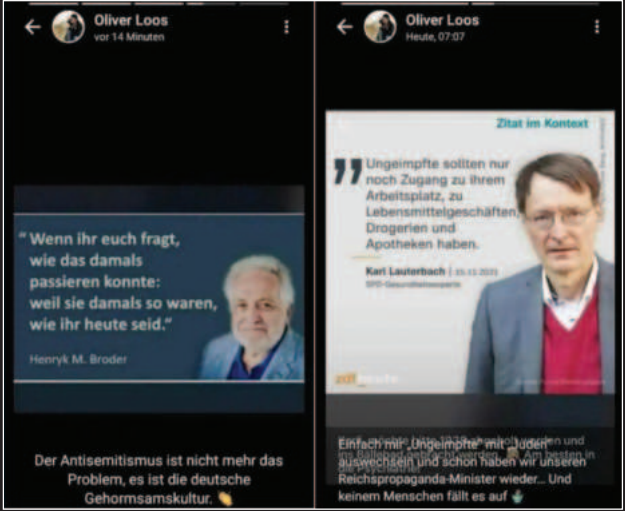 Oliver Loos
vor 14 Minuten
“ Wenn ihr euch fragt,
wie das damals
passieren konnte:
weil sie damals so waren,
wie ihr heute seid.“
Henryk M. Broder
Der Antisemitismus ist nicht mehr das
Problem, es ist die deutsche
Gehormsamskultur. 👏
Oliver Loos
Heute, 07:07
Zitat im Kontext
” Ungeimpfte sollten nur
noch Zugang zu ihrem
Arbeitsplatz, zu
Lebensmittelgeschäften,
Drogerien und
Apotheken haben.
Karl Lauterbach
SPD-Gesundheitsexperte
zdfheute
Einfach mir „Ungeimpfte“ mit „Juden“
auswechseln und schon haben wir unseren
Reichspropaganda-Minister wieder... Und
keinem Menschen fällt es auf